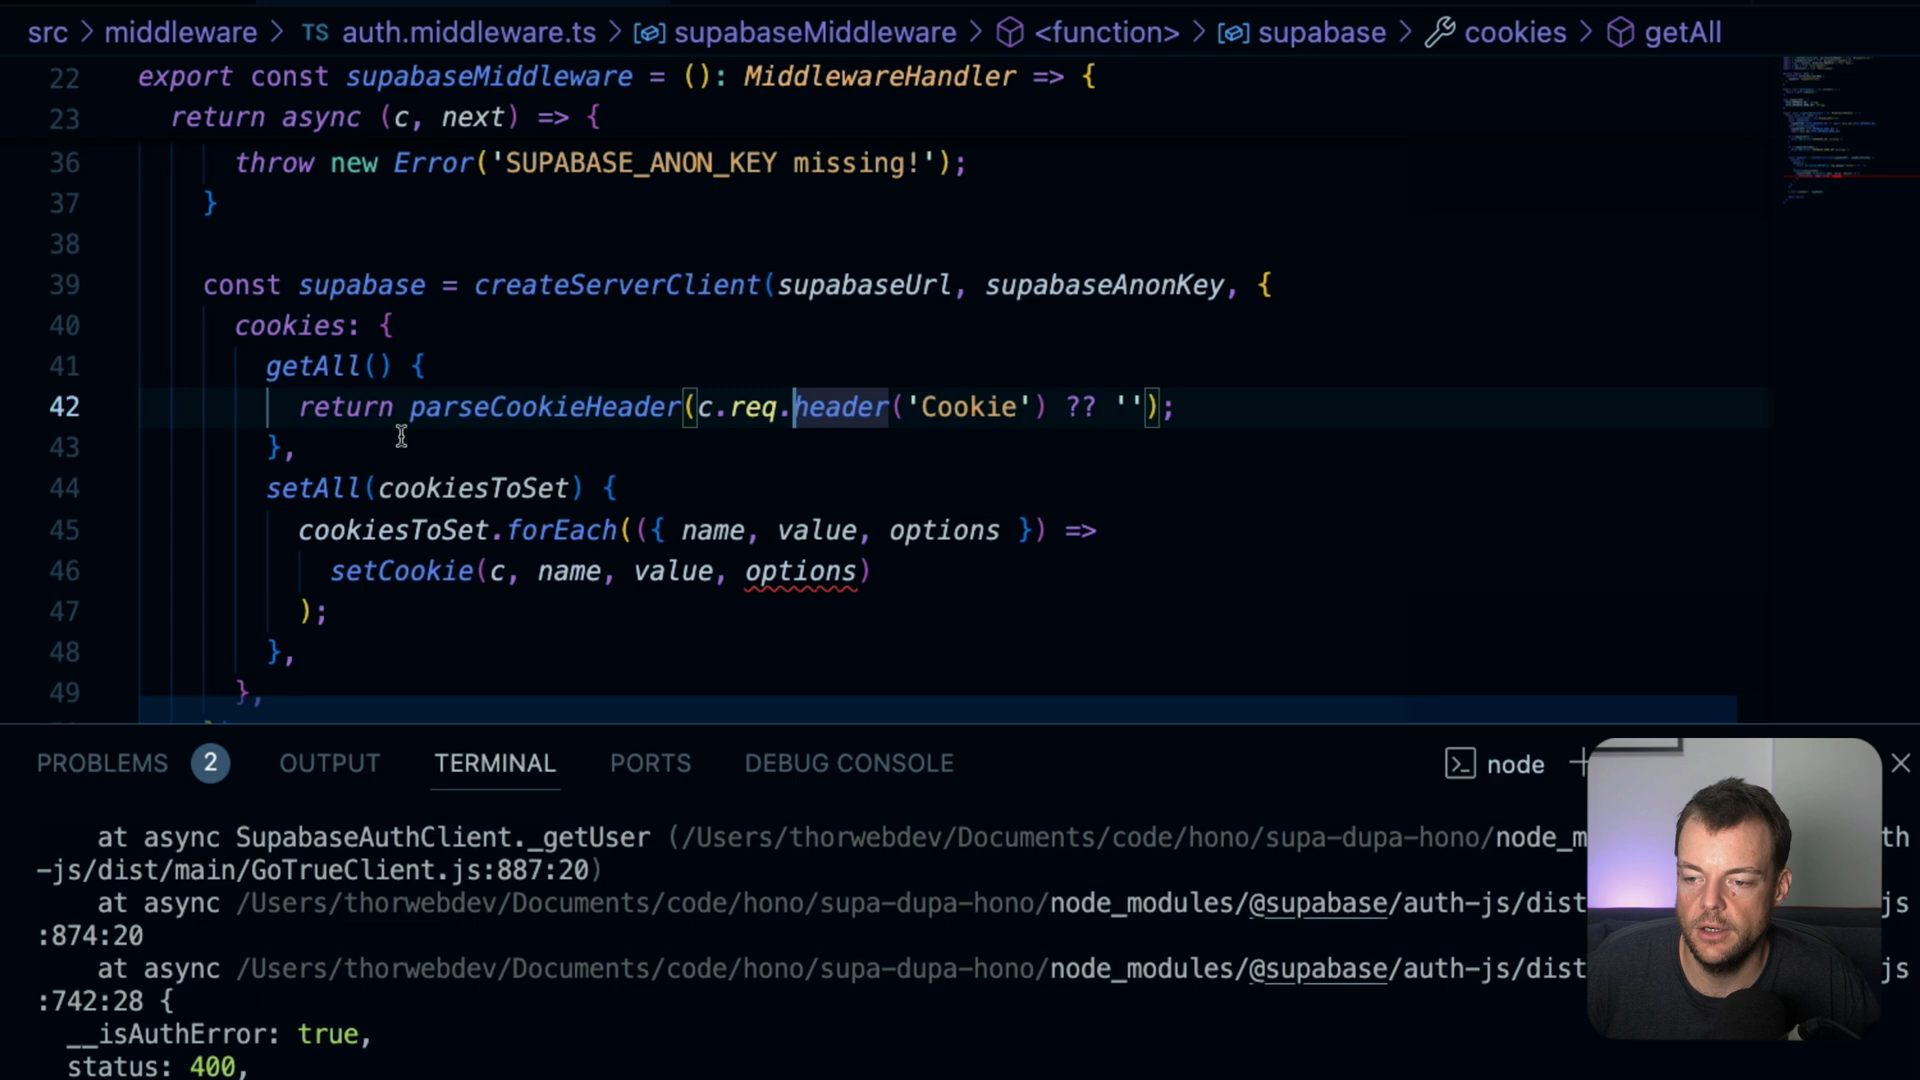 src > middleware > TS auth.middleware.ts > supabaseMiddleware > <function> > supabase > cookies > getAll
22 export const supabaseMiddleware = (): MiddlewareHandler => {
23 return async (c, next) => {
36 throw new Error('SUPABASE_ANON_KEY missing!');
37 }
38
39 const supabase = createServerClient(supabaseUrl, supabaseAnonKey, {
40 cookies: {
41 getAll() {
42 return parseCookieHeader(c.req.header('Cookie') ?? '');
43 },
44 setAll(cookiesToSet) {
45 cookiesToSet.forEach(({ name, value, options }) =>
46 setCookie(c, name, value, options)
47 );
48 },
49 },
PROBLEMS 2 OUTPUT TERMINAL PORTS DEBUG CONSOLE node
at async SupabaseAuthClient._getUser (/Users/thorwebdev/Documents/code/hono/supa-dupa-hono/node_m th
-js/dist/main/GoTrueClient.js:887:20)
at async /Users/thorwebdev/Documents/code/hono/supa-dupa-hono/node_modules/@supabase/auth-js/dist js
:874:20
at async /Users/thorwebdev/Documents/code/hono/supa-dupa-hono/node_modules/@supabase/auth-js/dist js
:742:28 {
__isAuthError: true,
status: 400,